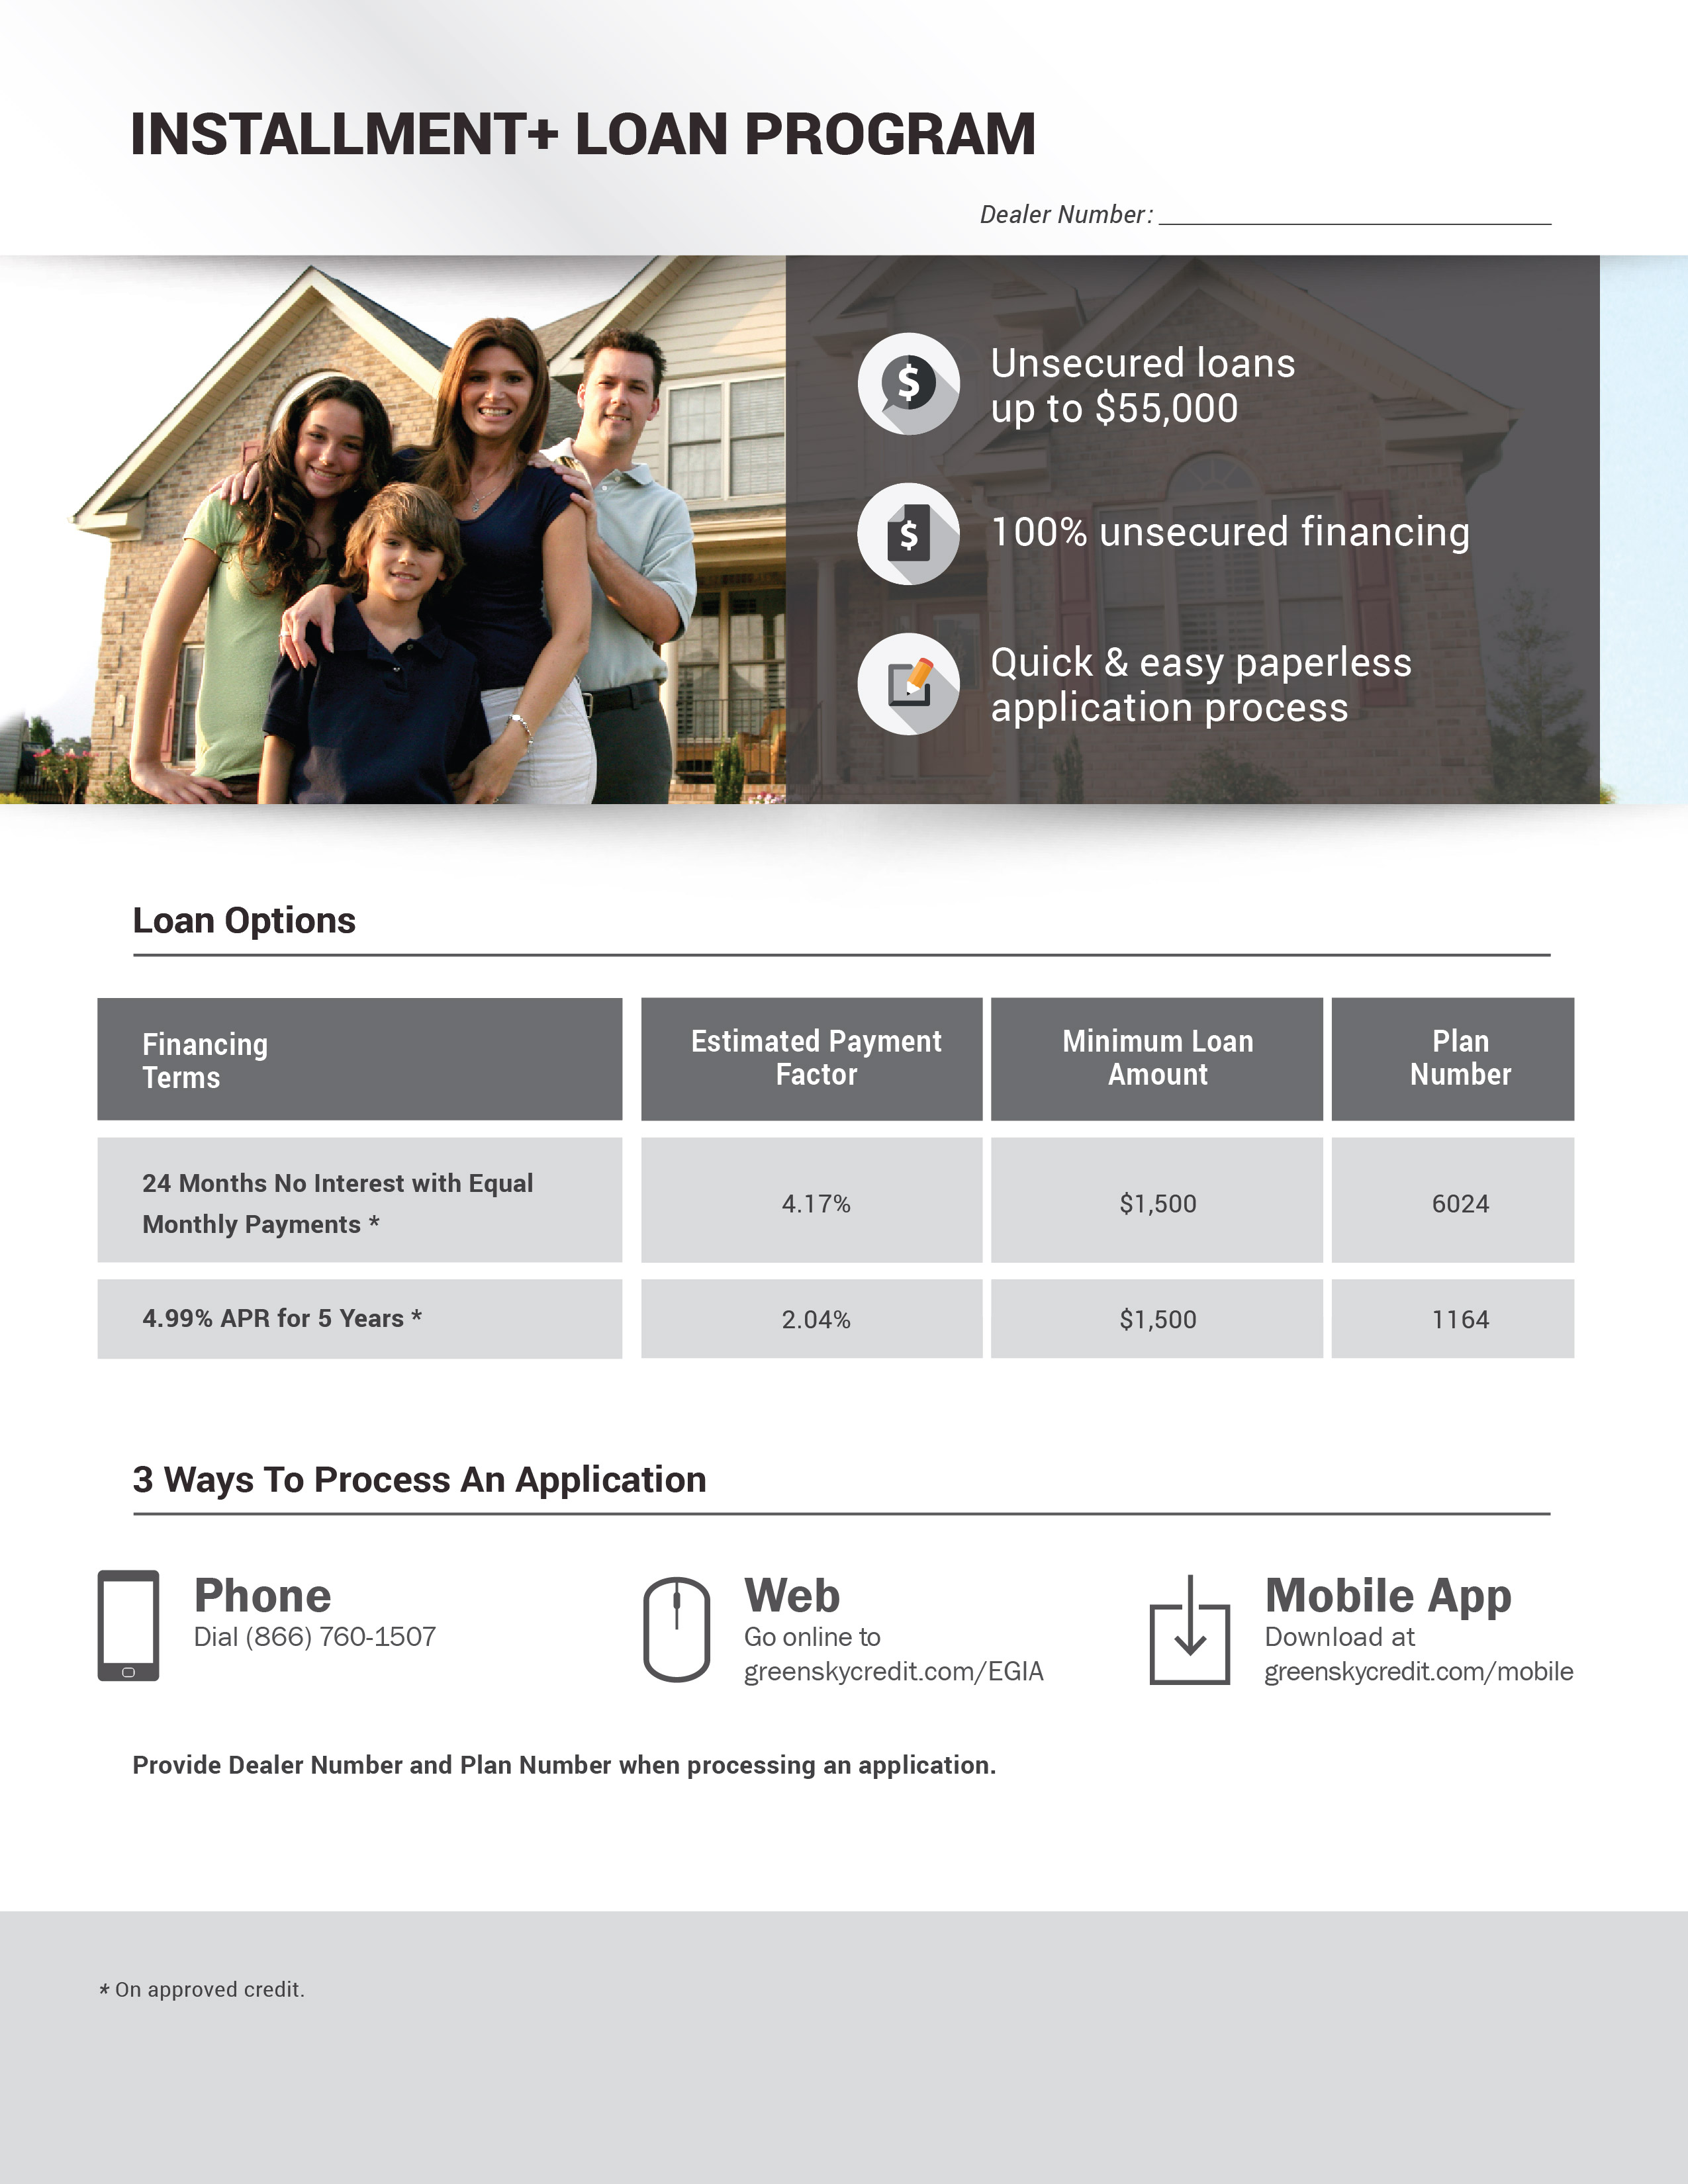 INSTALLMENT+ LOAN PROGRAM
Dealer Number:
Unsecured loans
up to $55,000
100% unsecured financing
Quick & easy paperless
application process
Loan Options
Financing
Terms
Estimated Payment
Factor
Minimum Loan
Amount
Plan
Number
24 Months No Interest with Equal
Monthly Payments *
4.17%
$1,500
6024
4.99% APR for 5 Years *
2.04%
$1,500
1164
3 Ways To Process An Application
Phone
Dial (866) 760-1507
Web
Go online to
greenskycredit.com/EGIA
Mobile App
Download at
greenskycredit.com/mobile
Provide Dealer Number and Plan Number when processing an application.
* On approved credit.